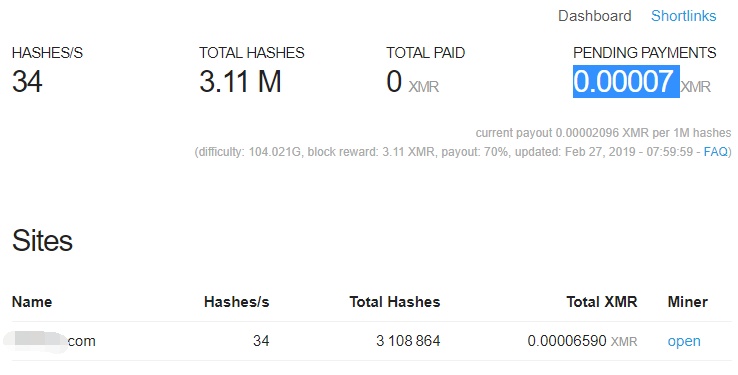 Dashboard Shortlinks
HASHES/S TOTAL HASHES TOTAL PAID PENDING PAYMENTS
34 3.11 M 0 XMR 0.00007 XMR
current payout 0.00002096 XMR per 1M hashes
(difficulty: 104.021G, block reward: 3.11 XMR, payout: 70%, updated: Feb 27, 2019 - 07:59:59 - FAQ)
Sites
Name Hashes/s Total Hashes Total XMR Miner
com 34 3 108 864 0.00006590 XMR open